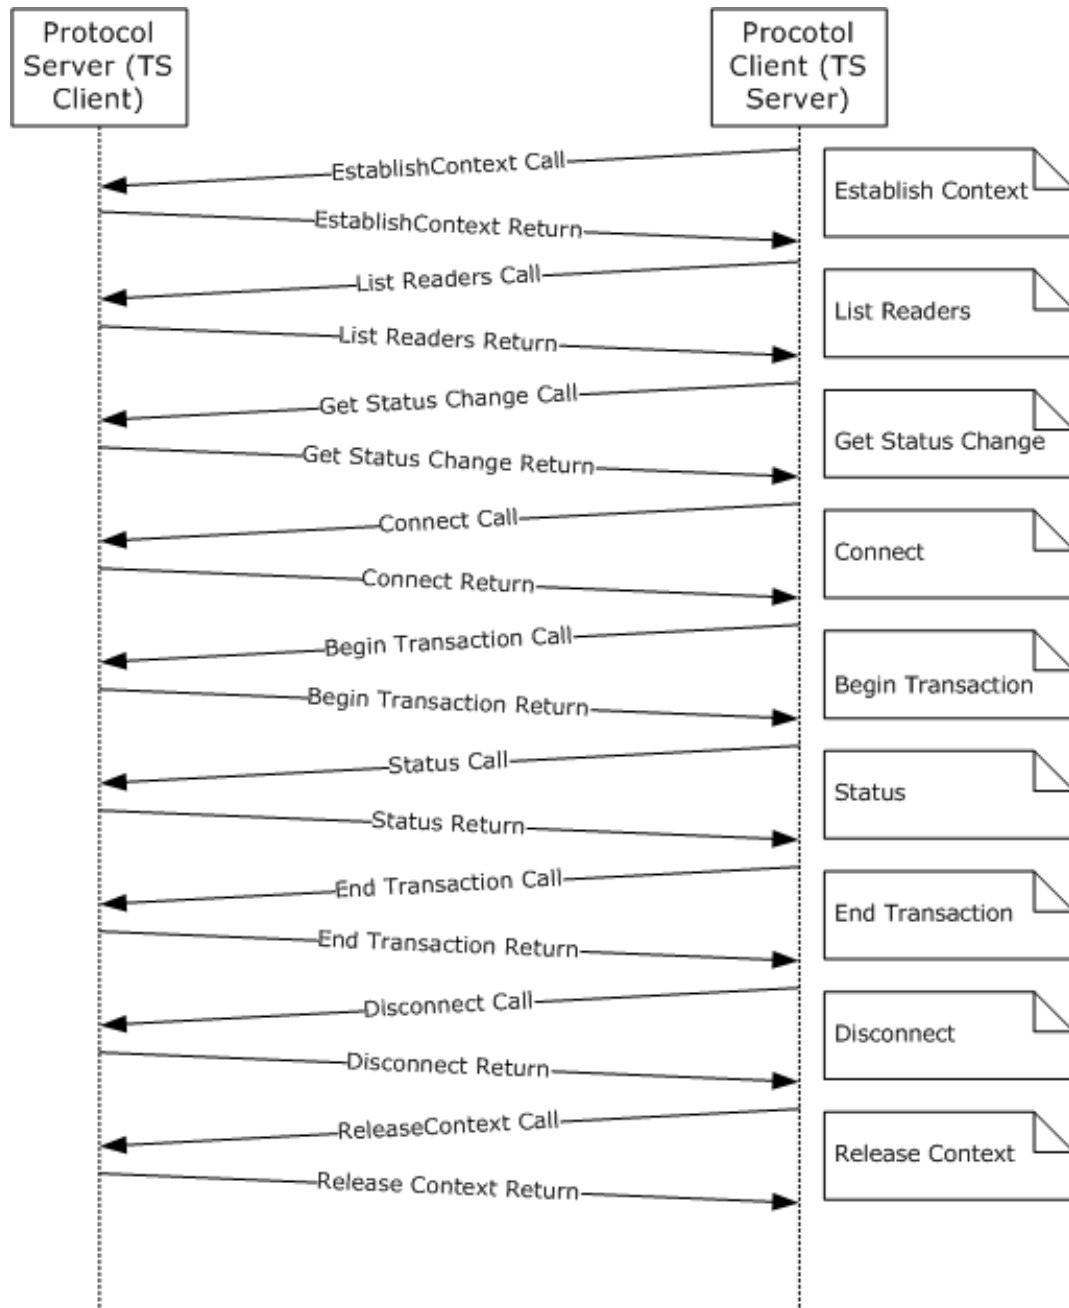 Protocol
Server (TS
Client)
Procotol
Client (TS
Server)
EstablishContext Call
Establish Context
EstablishContext Return
List Readers Call
List Readers
List Readers Return
Get Status Change Call
Get Status Change
Get Status Change Return
Connect Call
Connect
Connect Return
Begin Transaction Call
Begin Transaction
Begin Transaction Return
Status Call
Status
Status Return
End Transaction Call
End Transaction
End Transaction Return
Disconnect Call
Disconnect
Disconnect Return
ReleaseContext Call
Release Context
Release Context Return